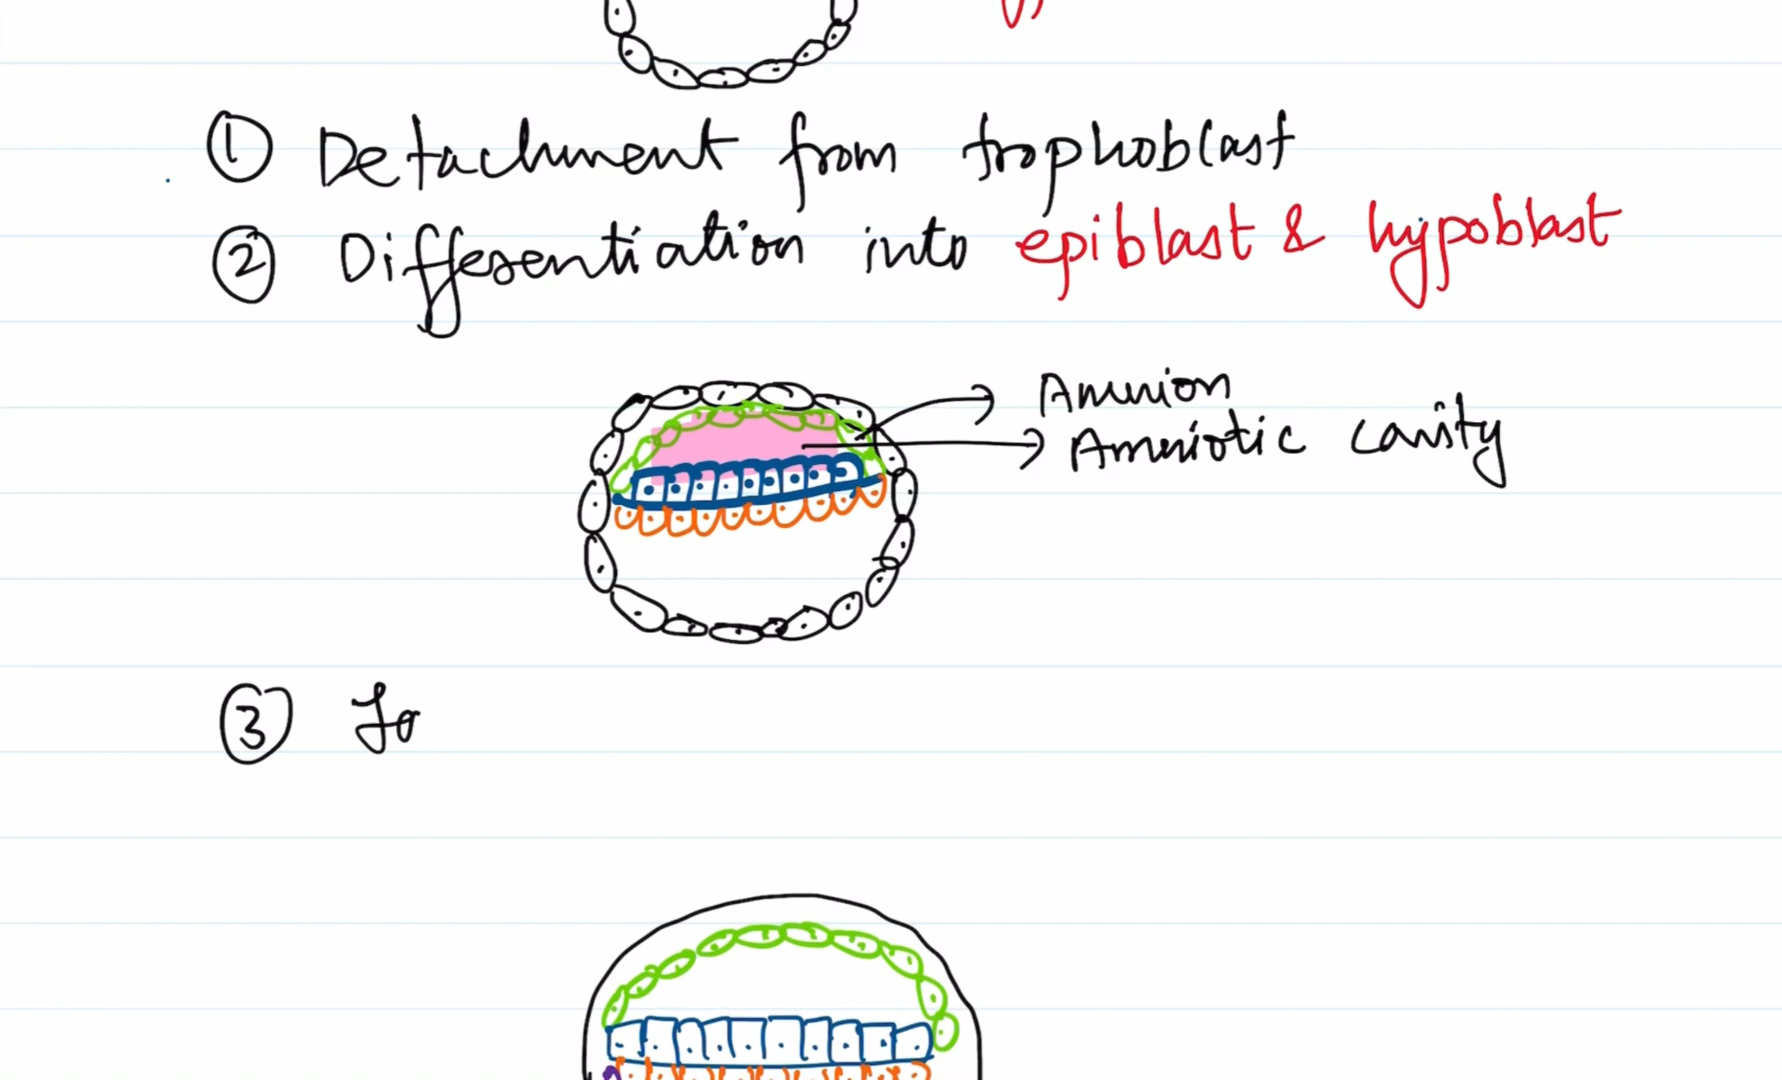 ① Detachment from trophoblast
② Differentiation into epiblast & hypoblast
Amnion
Amniotic cavity
③ Fo